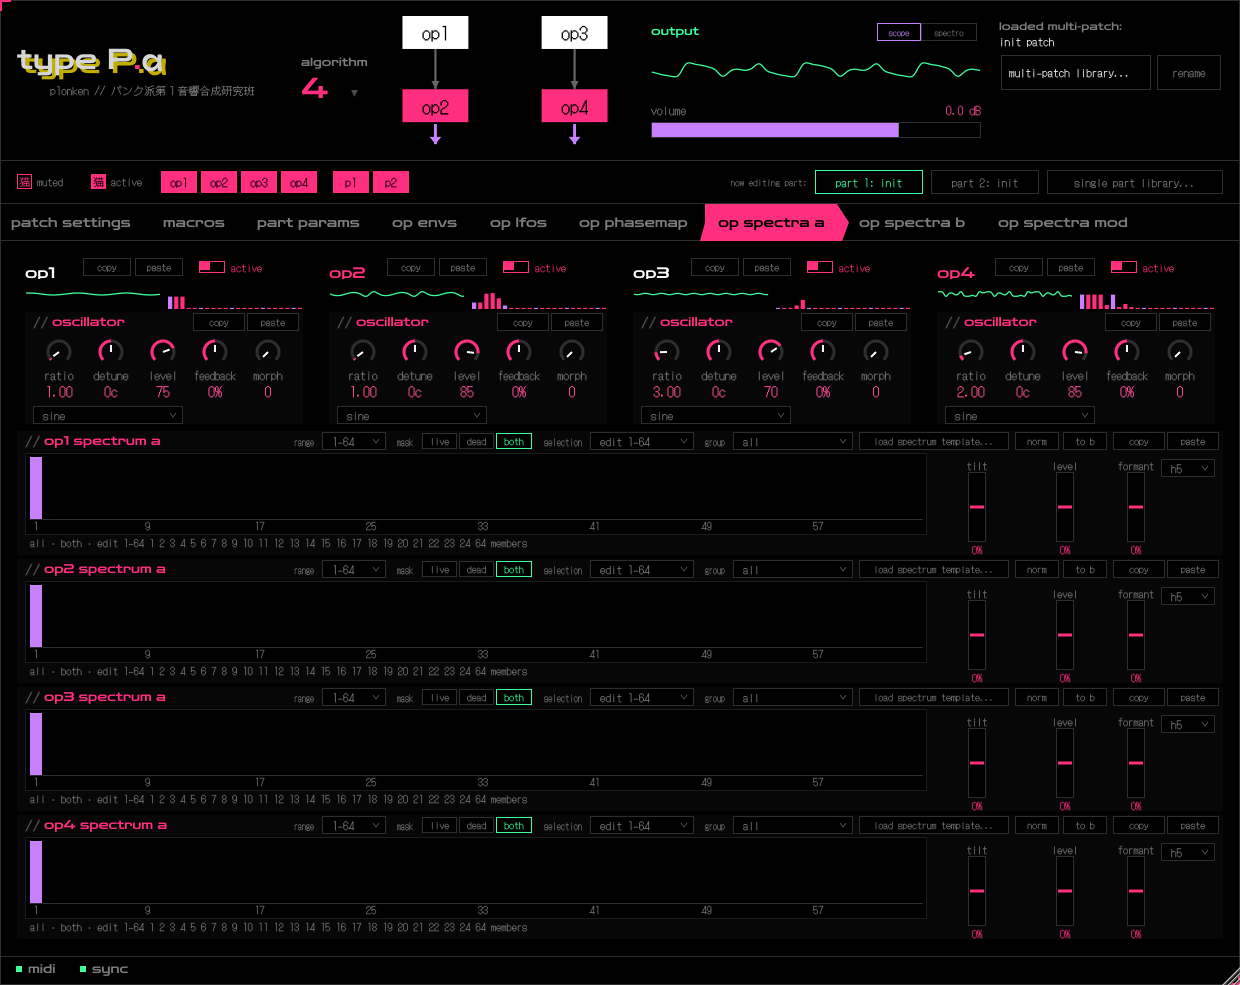 type P.a
plonken // パンク派第1音響合成研究班
algorithm
4
op1
op3
op2
op4
output
scope
spectro
volume
0.0 dB
loaded multi-patch:
init patch
multi-patch library...
rename
猫 muted
猫 active
op1 op2 op3 op4 p1 p2
now editing part:
part 1: init
part 2: init
single part library...
patch settings
macros
part params
op envs
op lfos
op phasemap
op spectra a
op spectra b
op spectra mod
op1 copy paste active
op2 copy paste active
op3 copy paste active
op4 copy paste active
// oscillator copy paste
ratio detune level feedback morph
1.00 0c 75 0% 0
sine
// oscillator copy paste
ratio detune level feedback morph
1.00 0c 85 0% 0
sine
// oscillator copy paste
ratio detune level feedback morph
3.00 0c 70 0% 0
sine
// oscillator copy paste
ratio detune level feedback morph
2.00 0c 85 0% 0
sine
// op1 spectrum a range 1-64 mask live dead both selection edit 1-64 group all load spectrum template... norm to b copy paste
tilt level formant h5
1 9 17 25 33 41 49 57
all · both · edit 1-64 1 2 3 4 5 6 7 8 9 10 11 12 13 14 15 16 17 18 19 20 21 22 23 24 64 members
0% 0% 0%
// op2 spectrum a range 1-64 mask live dead both selection edit 1-64 group all load spectrum template... norm to b copy paste
tilt level formant h5
1 9 17 25 33 41 49 57
all · both · edit 1-64 1 2 3 4 5 6 7 8 9 10 11 12 13 14 15 16 17 18 19 20 21 22 23 24 64 members
0% 0% 0%
// op3 spectrum a range 1-64 mask live dead both selection edit 1-64 group all load spectrum template... norm to b copy paste
tilt level formant h5
1 9 17 25 33 41 49 57
all · both · edit 1-64 1 2 3 4 5 6 7 8 9 10 11 12 13 14 15 16 17 18 19 20 21 22 23 24 64 members
0% 0% 0%
// op4 spectrum a range 1-64 mask live dead both selection edit 1-64 group all load spectrum template... norm to b copy paste
tilt level formant h5
1 9 17 25 33 41 49 57
all · both · edit 1-64 1 2 3 4 5 6 7 8 9 10 11 12 13 14 15 16 17 18 19 20 21 22 23 24 64 members
0% 0% 0%
midi
sync